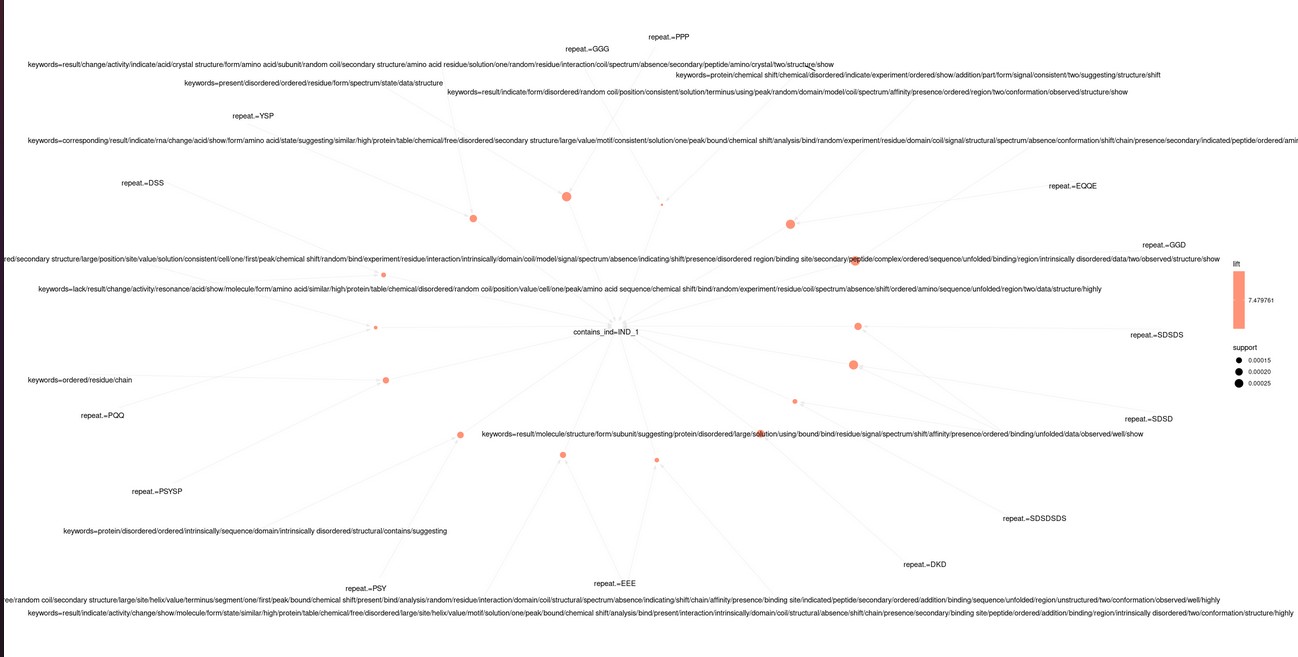 repeat.=PPP
repeat.=GGG
keywords=result/change/activity/indicate/acid/crystal structure/form/amino acid/subunit/random coil/secondary structure/amino acid residue/solution/one/random/residue/interaction/coil/spectrum/absence/secondary/peptide/amino/crystal/two/structure/show
keywords=protein/chemical shift/chemical/disordered/indicate/experiment/ordered/show/addition/part/form/signal/consistent/two/suggesting/structure/shift
keywords=present/disordered/ordered/residue/form/spectrum/state/data/structure
keywords=result/indicate/form/disordered/random coil/position/consistent/solution/terminus/using/peak/random/domain/model/coil/spectrum/affinity/presence/ordered/region/two/conformation/observed/structure/show
repeat.=YSP
keywords=corresponding/result/indicate/rna/change/acid/show/form/amino acid/state/suggesting/similar/high/protein/table/chemical/free/disordered/secondary structure/large/value/motif/consistent/solution/one/peak/bound/chemical shift/analysis/bind/random/experiment/residue/domain/coil/signal/structural/spectrum/absence/conformation/shift/chain/presence/secondary/indicated/peptide/ordered/amin
repeat.=DSS
repeat.=EQQE
repeat.=GGD
red/secondary structure/large/position/site/value/solution/consistent/cell/one/first/peak/chemical shift/random/bind/experiment/residue/interaction/intrinsically/domain/coil/model/signal/spectrum/absence/indicating/shift/presence/disordered region/binding site/secondary/peptide/complex/ordered/sequence/unfolded/binding/region/intrinsically disordered/data/two/observed/structure/show
lift
keywords=lack/result/change/activity/resonance/acid/show/molecule/form/amino acid/similar/high/protein/table/chemical/disordered/random coil/position/value/cell/one/peak/amino acid sequence/chemical shift/bind/random/experiment/residue/coil/spectrum/absence/shift/ordered/amino/sequence/unfolded/region/two/data/structure/highly
7.479761
contains_ind=IND_1
repeat.=SDSDS
support
0.00015
0.00020
0.00025
keywords=ordered/residue/chain
repeat.=PQQ
repeat.=SDSD
keywords=result/molecule/structure/form/subunit/suggesting/protein/disordered/large/solution/using/bound/bind/residue/signal/spectrum/shift/affinity/presence/ordered/binding/unfolded/data/observed/well/show
repeat.=PSYSP
repeat.=SDSDSDS
keywords=protein/disordered/ordered/intrinsically/sequence/domain/intrinsically disordered/structural/contains/suggesting
repeat.=DKD
repeat.=EEE
repeat.=PSY
ree/random coil/secondary structure/large/site/helix/value/terminus/segment/one/first/peak/bound/chemical shift/present/bind/analysis/random/residue/interaction/domain/coil/structural/spectrum/absence/indicating/shift/chain/affinity/presence/binding site/indicated/peptide/secondary/ordered/addition/binding/sequence/unfolded/region/unstructured/two/conformation/observed/well/highly
keywords=result/indicate/activity/change/show/molecule/form/state/similar/high/protein/table/chemical/free/disordered/large/site/helix/value/motif/solution/one/peak/bound/chemical shift/analysis/bind/present/interaction/intrinsically/domain/coil/structural/absence/shift/chain/presence/secondary/binding site/peptide/ordered/addition/binding/region/intrinsically disordered/two/conformation/structure/highly